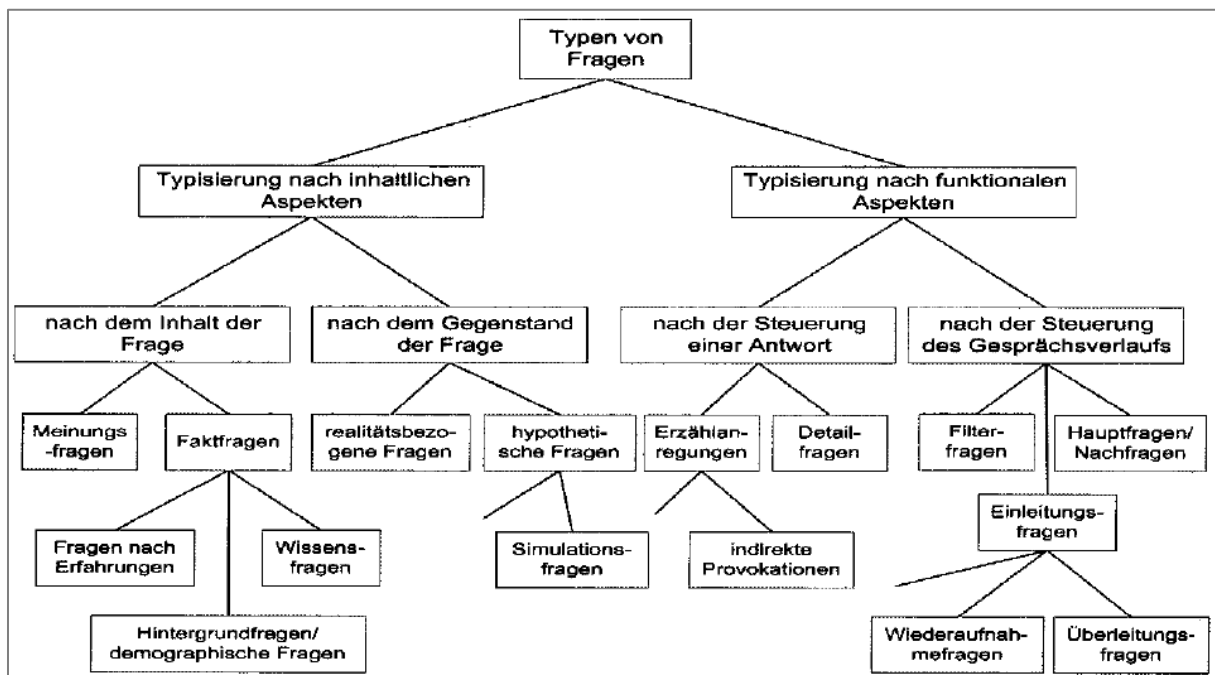 Typen von
Fragen
Typisierung nach inhaltlichen
Aspekten
Typisierung nach funktionalen
Aspekten
nach dem Inhalt der
Frage
nach dem Gegenstand
der Frage
nach der Steuerung
einer Antwort
nach der Steuerung
des Gesprächsverlaufs
Meinungs
-fragen
Faktfragen
realitätsbezo-
gene Fragen
hypotheti-
sche Fragen
Erzählan-
regungen
Detail-
fragen
Filter-
fragen
Hauptfragen/
Nachfragen
Einleitungs-
fragen
Fragen nach
Erfahrungen
Wissens-
fragen
Simulations-
fragen
indirekte
Provokationen
Hintergrundfragen/
demographische Fragen
Wiederaufnah-
mefragen
Überleitungs-
fragen